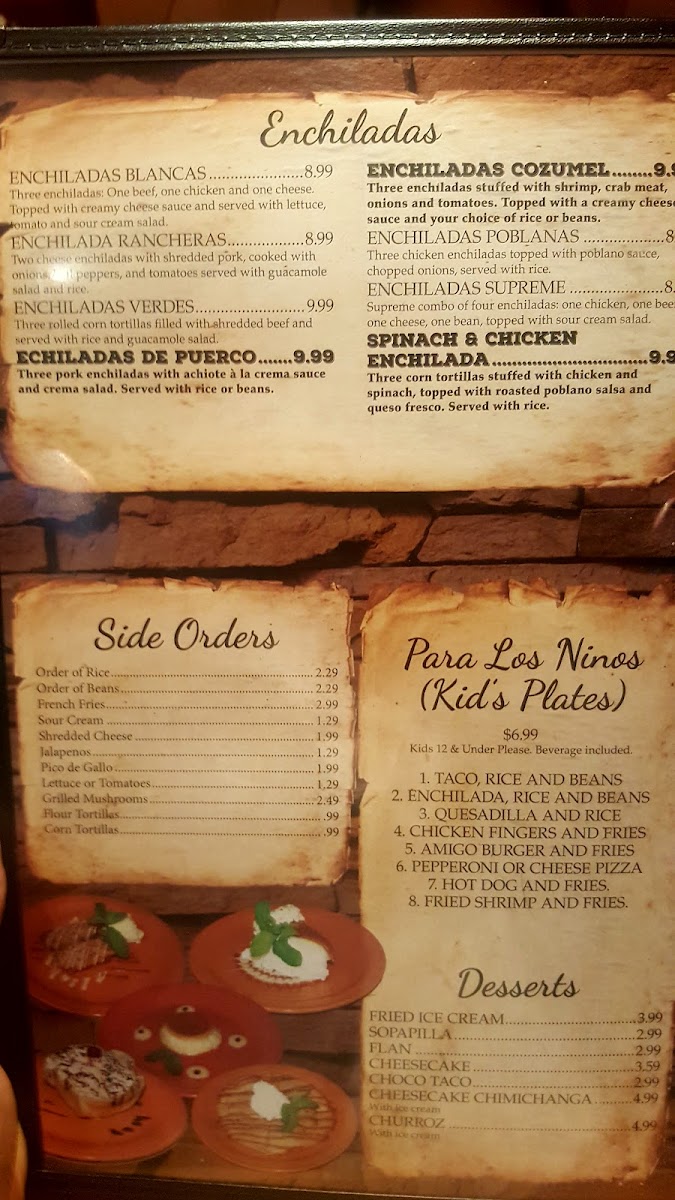 Enchiladas
ENCHILADAS BLANCAS......................8.99
Three enchiladas: One beef, one chicken and one cheese.
Topped with creamy cheese sauce and served with lettuce,
tomato and sour cream salad.
ENCHILADA RANCHERAS..................8.99
Two cheese enchiladas with shredded pork, cooked with
onions, peppers, and tomatoes served with guacamole
salad and rice.
ENCHILADAS VERDES..........................9.99
Three rolled corn tortillas filled with shredded beef and
served with rice and guacamole salad.
ECHILADAS DE PUERCO.......9.99
Three pork enchiladas with achiote à la crema sauce
and crema salad. Served with rice or beans.
ENCHILADAS COZUMEL........9.9
Three enchiladas stuffed with shrimp, crab meat,
onions and tomatoes. Topped with a creamy cheese
sauce and your choice of rice or beans.
ENCHILADAS POBLANAS ...................8
Three chicken enchiladas topped with poblano sauce,
chopped onions, served with rice.
ENCHILADAS SUPREME ......................8.
Supreme combo of four enchiladas: one chicken, one bee
one cheese, one bean, topped with sour cream salad.
SPINACH & CHICKEN
ENCHILADA..............................9.9
Three corn tortillas stuffed with chicken and
spinach, topped with roasted poblano salsa and
queso fresco. Served with rice.
Side Orders
Order of Rice.................................................... 2.29
Order of Beans.................................................. 2.29
French Fries...................................................... 2.99
Sour Cream ...................................................... 1.29
Shredded Cheese .............................................. 1.99
Jalapenos.......................................................... 1.29
Pico de Gallo .................................................... 1.99
Lettuce or Tomatoes.......................................... 1.29
Grilled Mushrooms........................................... 2.49
Flour Tortillas..................................................... .99
Corn Tortillas..................................................... .99
Para Los Ninos
(Kid's Plates)
$6.99
Kids 12 & Under Please. Beverage included.
1. TACO, RICE AND BEANS
2. ENCHILADA, RICE AND BEANS
3. QUESADILLA AND RICE
4. CHICKEN FINGERS AND FRIES
5. AMIGO BURGER AND FRIES
6. PEPPERONI OR CHEESE PIZZA
7. HOT DOG AND FRIES.
8. FRIED SHRIMP AND FRIES.
Desserts
FRIED ICE CREAM.............................3.99
SOPAPILLA.........................................2.99
FLAN ..................................................2.99
CHEESECAKE ....................................3.59
CHOCO TACO....................................2.99
CHEESECAKE CHIMICHANGA ........4.99
With ice cream
CHURROZ .........................................4.99
With ice cream